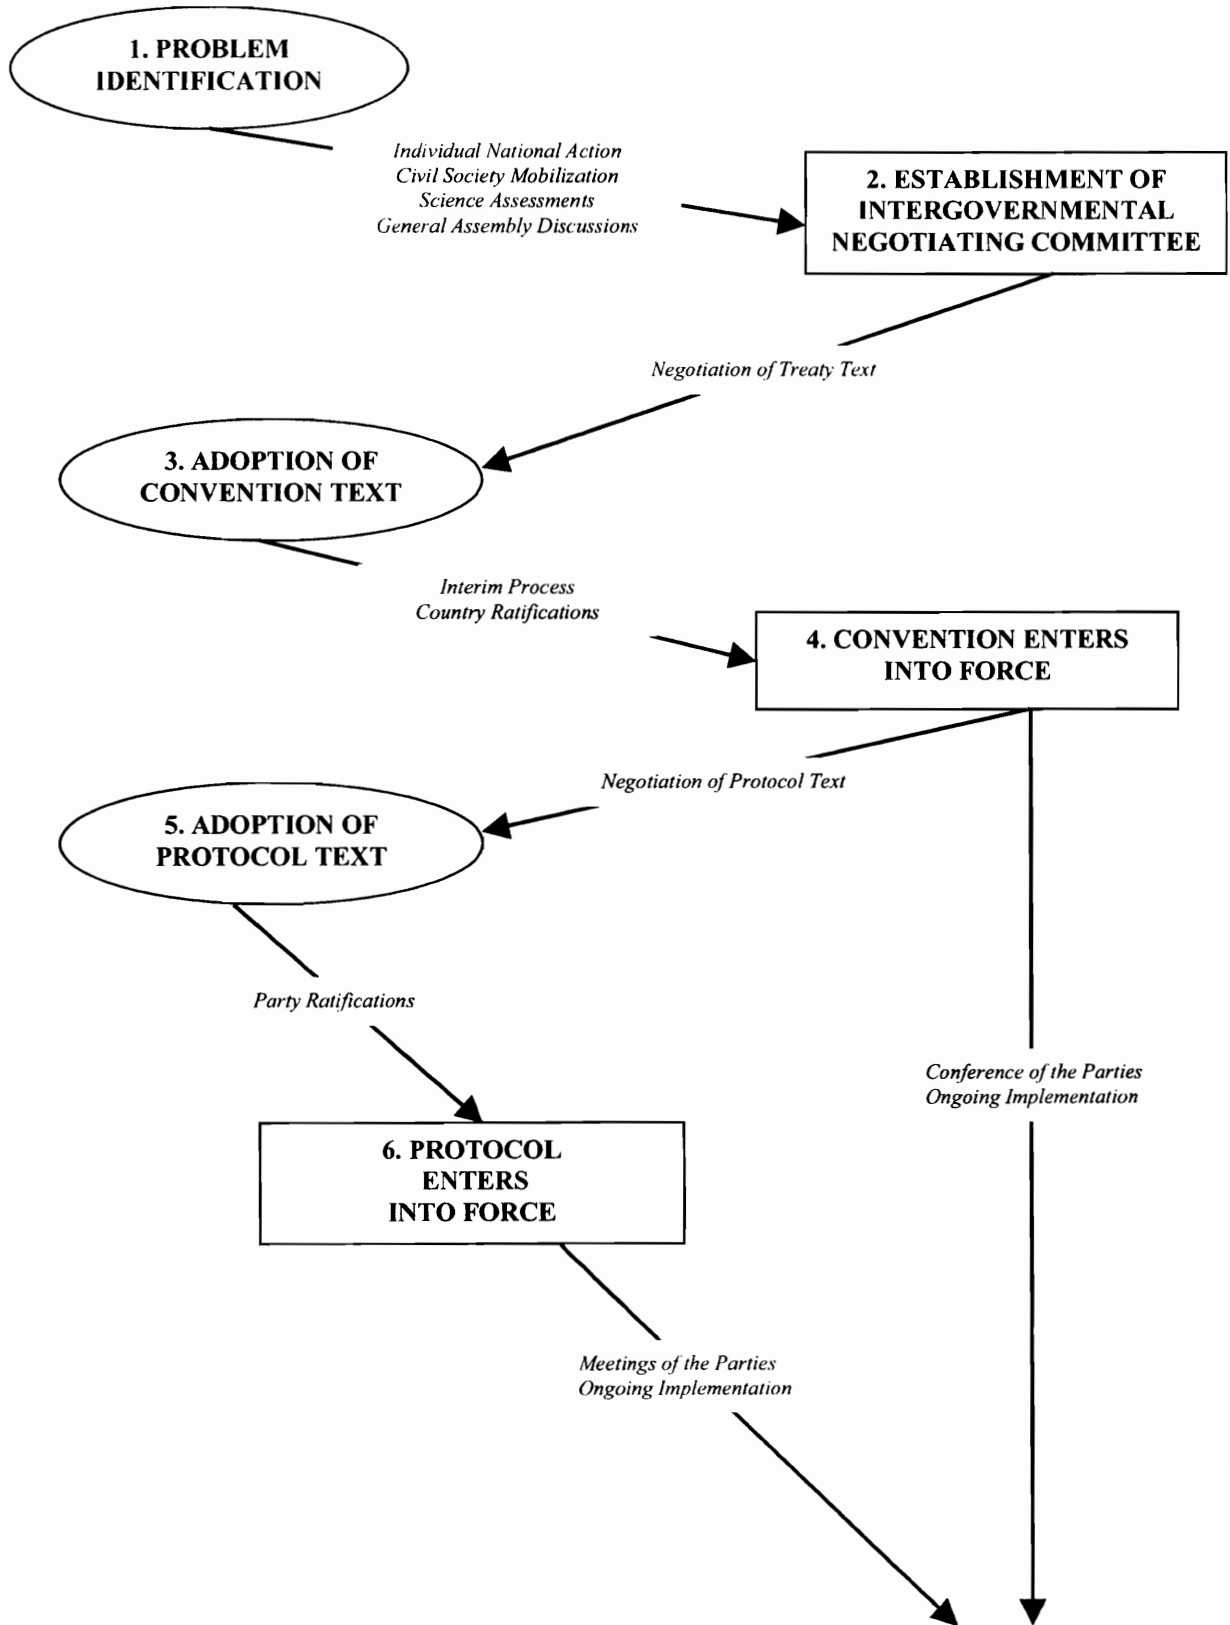 1. PROBLEM
IDENTIFICATION
Individual National Action
Civil Society Mobilization
Science Assessments
General Assembly Discussions
2. ESTABLISHMENT OF
INTERGOVERNMENTAL
NEGOTIATING COMMITTEE
Negotiation of Treaty Text
3. ADOPTION OF
CONVENTION TEXT
Interim Process
Country Ratifications
4. CONVENTION ENTERS
INTO FORCE
Negotiation of Protocol Text
5. ADOPTION OF
PROTOCOL TEXT
Party Ratifications
Conference of the Parties
Ongoing Implementation
6. PROTOCOL
ENTERS
INTO FORCE
Meetings of the Parties
Ongoing Implementation